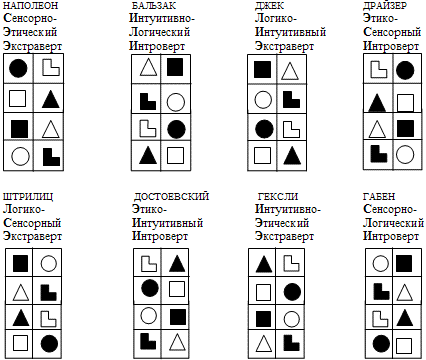 НАПОЛЕОН
Сенсорно-
Этический
Экстраверт
БАЛЬЗАК
Интуитивно-
Логический
Интроверт
ДЖЕК
Логико-
Интуитивный
Экстраверт
ДРАЙЗЕР
Этико-
Сенсорный
Интроверт
ШТРИЛИЦ
Логико-
Сенсорный
Экстраверт
ДОСТОЕВСКИЙ
Этико-
Интуитивный
Интроверт
ГЕКСЛИ
Интуитивно-
Этический
Экстраверт
ГАБЕН
Сенсорно-
Логический
Интроверт